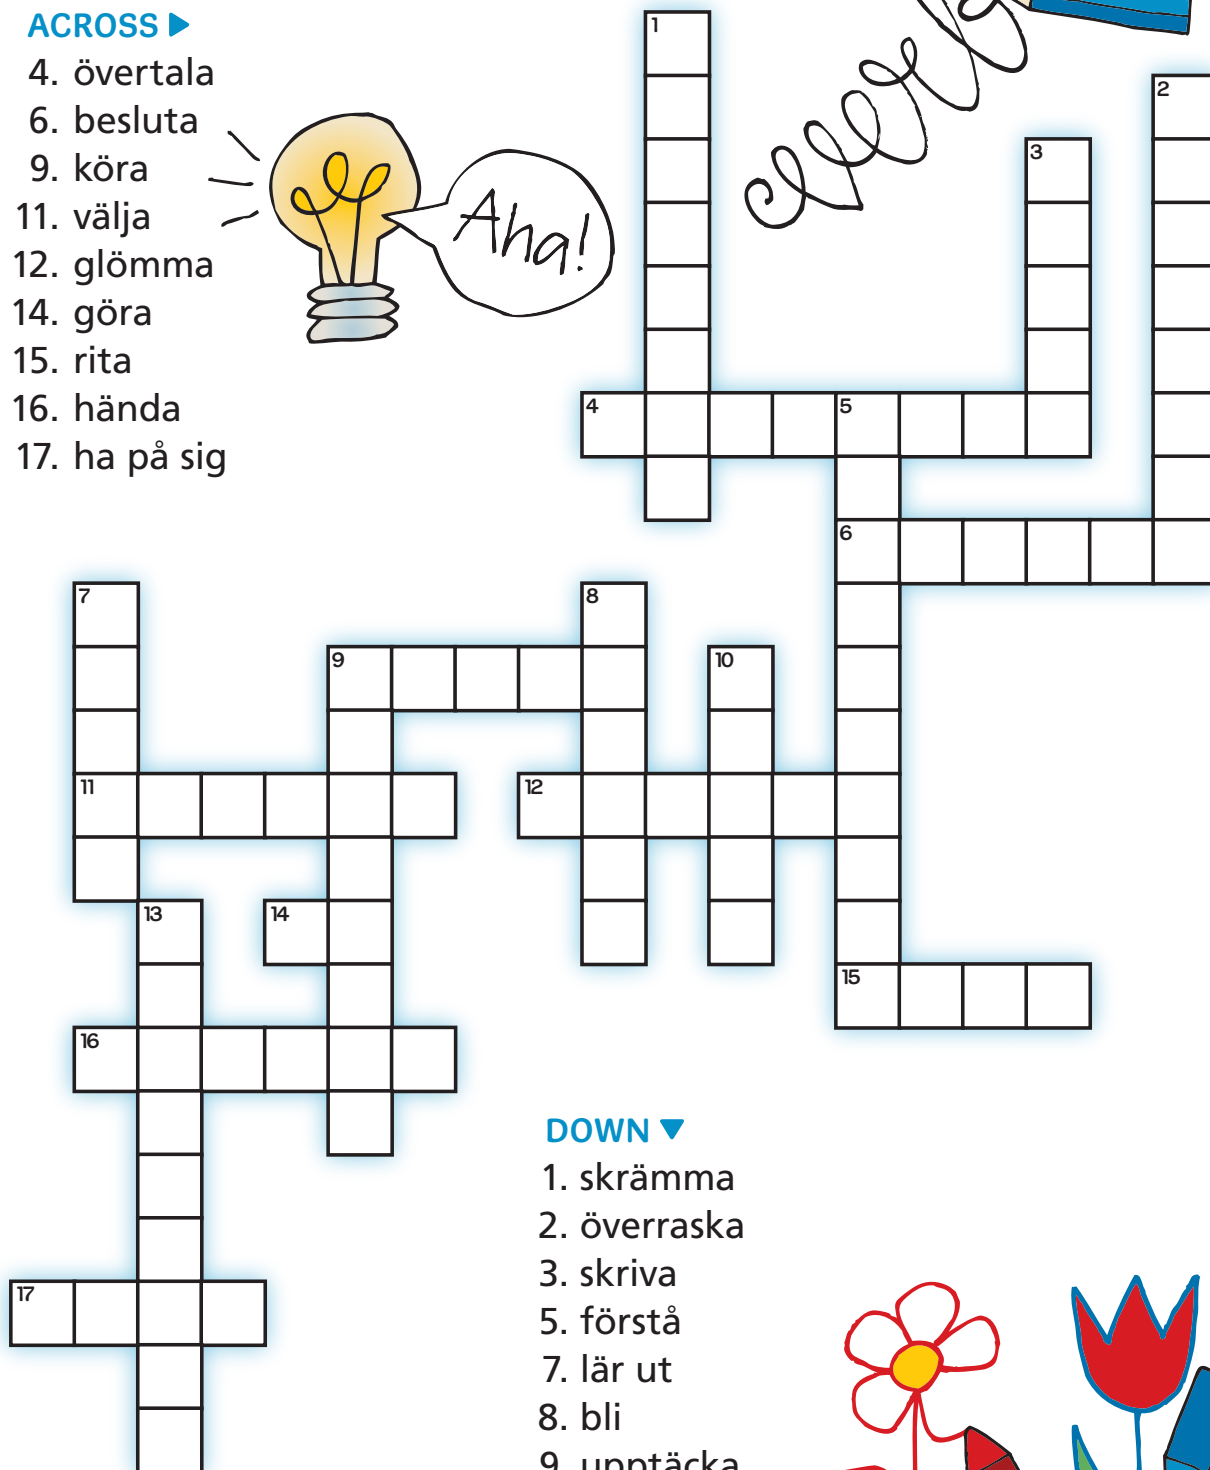 ACROSS
4. övertala
6. besluta
9. köra
11. välja
12. glömma
14. göra
15. rita
16. hända
17. ha på sig
Aha!
1
2
3
4
5
6
7
8
9
10
11
12
13
14
15
16
17
DOWN
1. skrämma
2. överraska
3. skriva
5. förstå
7. lär ut
8. bli
9. upptäcka